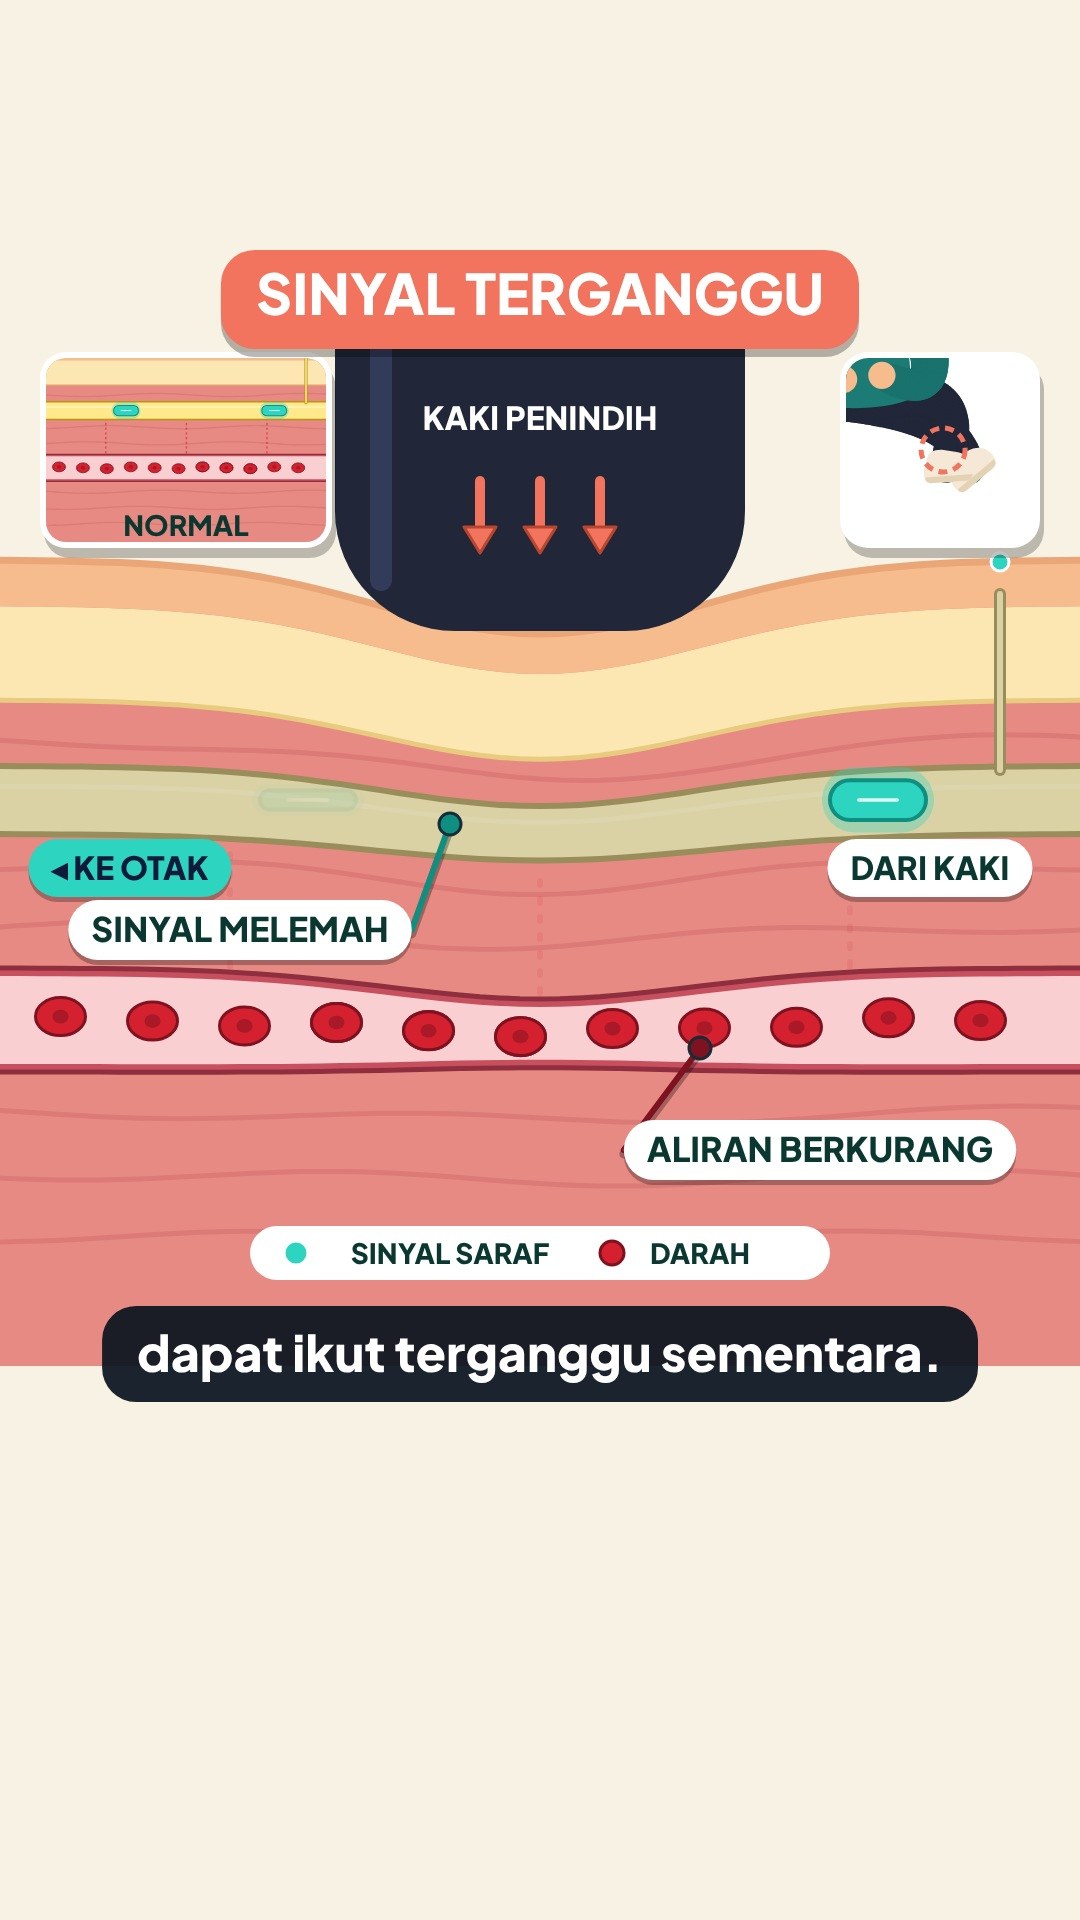 SINYAL TERGANGGU
KAKI PENINDIH
NORMAL
◀ KE OTAK
DARI KAKI
SINYAL MELEMAH
ALIRAN BERKURANG
SINYAL SARAF
DARAH
dapat ikut terganggu sementara.